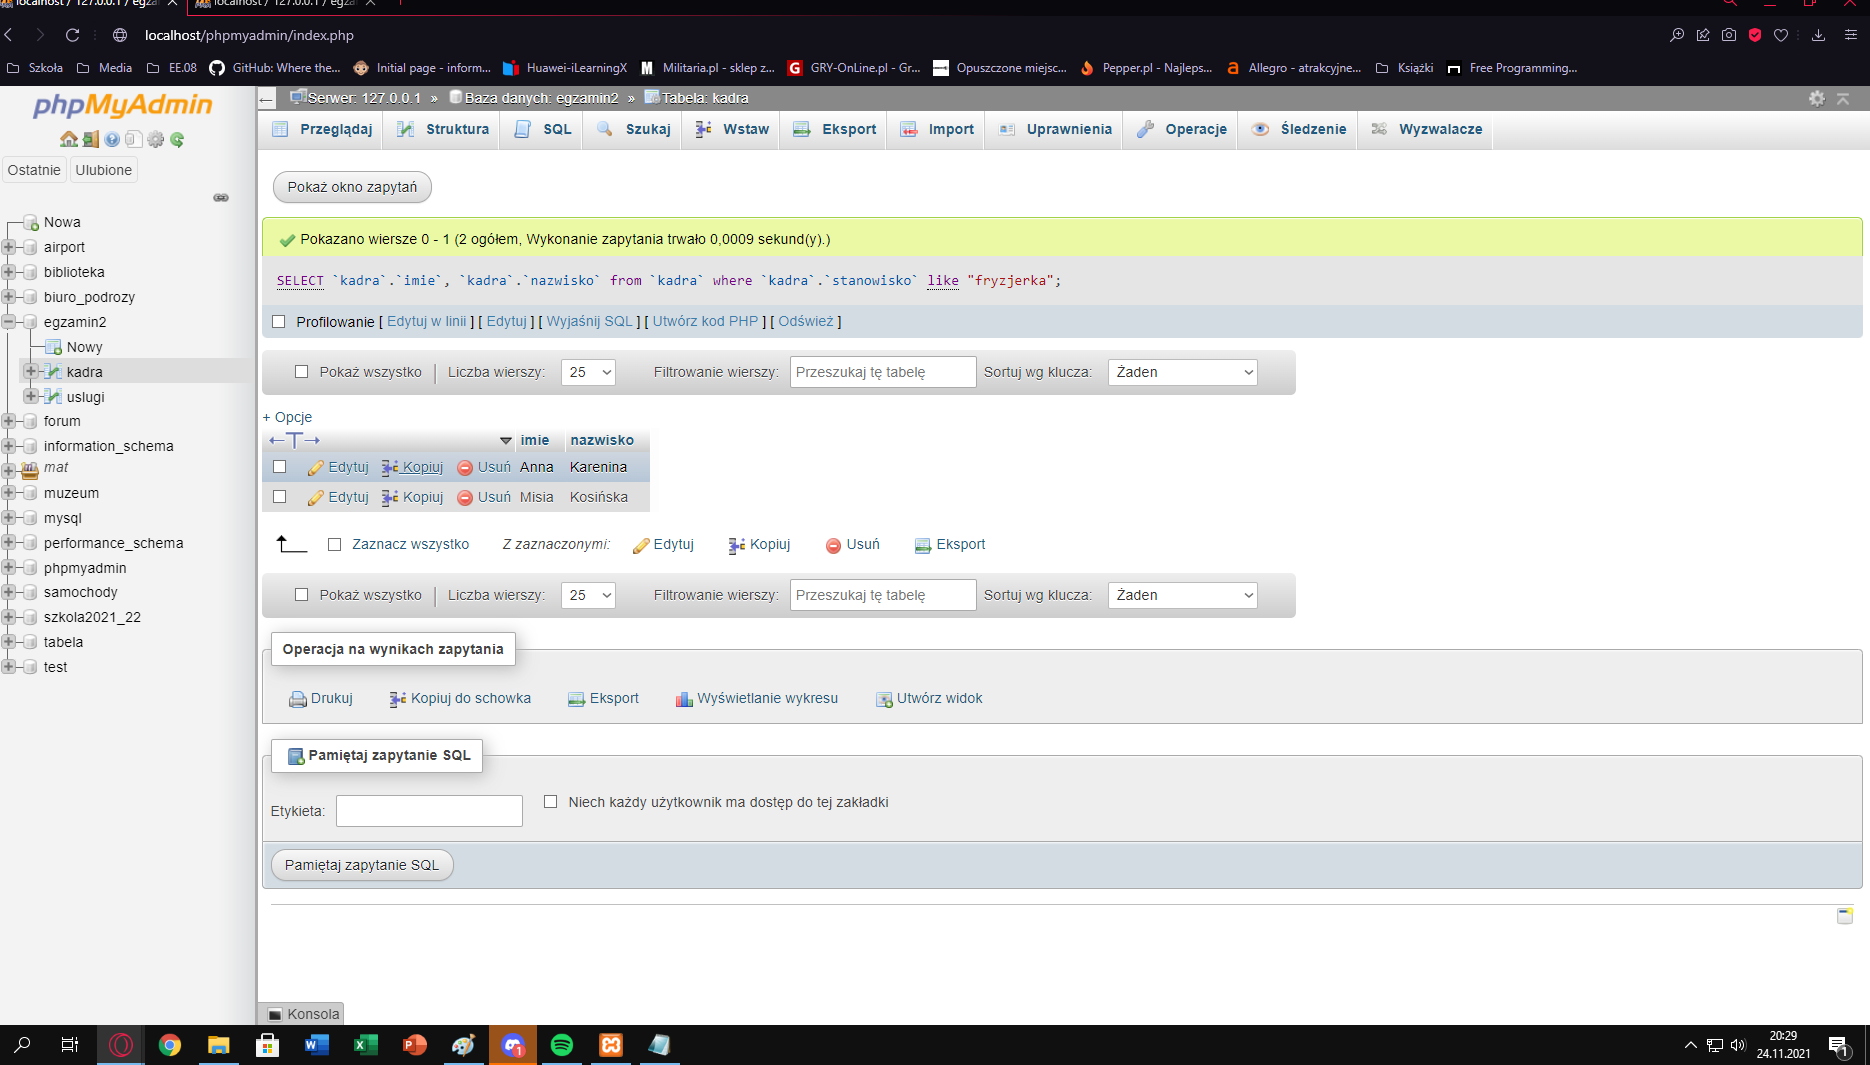 localhost / 127.0.0.1 / egza
localhost / 127.0.0.1 / egza
localhost/phpmyadmin/index.php
Szkoła
Media
EE.08
GitHub: Where the...
Initial page - inform...
Huawei-iLearningX
Militaria.pl - sklep z...
GRY-OnLine.pl - Gr...
Opuszczone miejsc...
Pepper.pl - Najleps...
Allegro - atrakcyjne...
Książki
Free Programming...
phpMyAdmin
Ostatnie
Ulubione
Nowa
airport
biblioteka
biuro_podrozy
egzamin2
Nowy
kadra
uslugi
forum
information_schema
mat
muzeum
mysql
performance_schema
phpmyadmin
samochody
szkola2021_22
tabela
test
Serwer: 127.0.0.1 » Baza danych: egzamin2 » Tabela: kadra
Przeglądaj
Struktura
SQL
Szukaj
Wstaw
Eksport
Import
Uprawnienia
Operacje
Śledzenie
Wyzwalacze
Pokaż okno zapytań
Pokazano wiersze 0 - 1 (2 ogółem, Wykonanie zapytania trwało 0,0009 sekund(y).)
SELECT `kadra`.`imie`, `kadra`.`nazwisko` from `kadra` where `kadra`.`stanowisko` like "fryzjerka";
Profilowanie [ Edytuj w linii ] [ Edytuj ] [ Wyjaśnij SQL ] [ Utwórz kod PHP ] [ Odśwież ]
Pokaż wszystko
Liczba wierszy:
25
Filtrowanie wierszy:
Przeszukaj tę tabelę
Sortuj wg klucza:
Żaden
+ Opcje
←T→
imie
nazwisko
Edytuj Kopiuj Usuń Anna Karenina
Edytuj Kopiuj Usuń Misia Kosińska
Zaznacz wszystko
Z zaznaczonymi:
Edytuj
Kopiuj
Usuń
Eksport
Pokaż wszystko
Liczba wierszy:
25
Filtrowanie wierszy:
Przeszukaj tę tabelę
Sortuj wg klucza:
Żaden
Operacja na wynikach zapytania
Drukuj
Kopiuj do schowka
Eksport
Wyświetlanie wykresu
Utwórz widok
Pamiętaj zapytanie SQL
Etykieta:
Niech każdy użytkownik ma dostęp do tej zakładki
Pamiętaj zapytanie SQL
Konsola
20:29
24.11.2021
1
1